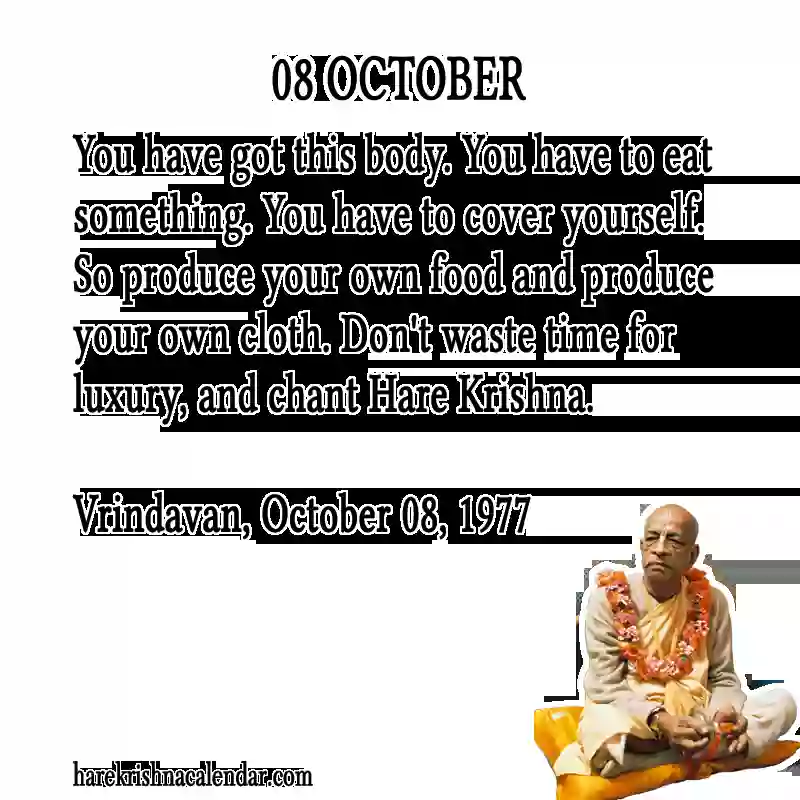 08 OCTOBER
You have got this body. You have to eat
something. You have to cover yourself.
So produce your own food and produce
your own cloth. Don't waste time for
luxury, and chant Hare Krishna.
Vrindavan, October 08, 1977
harekrishnacalendar.com